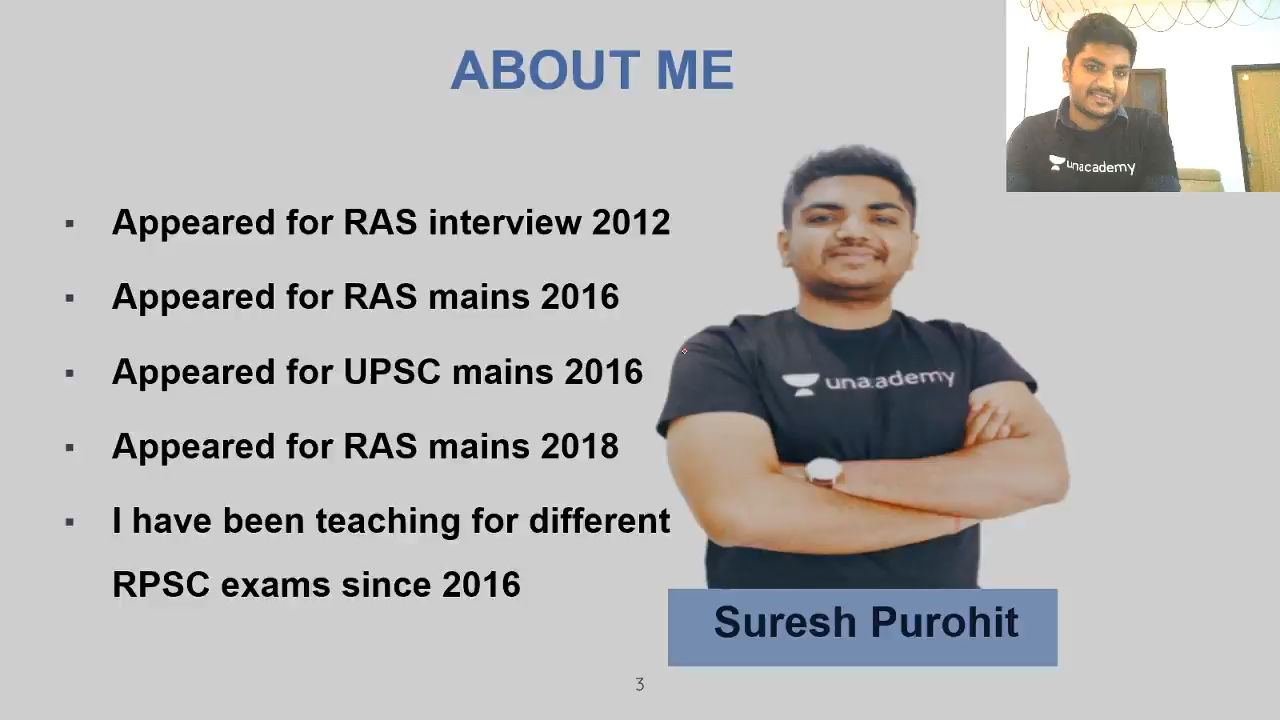 ABOUT ME
unacademy
▪ Appeared for RAS interview 2012
▪ Appeared for RAS mains 2016
▪ Appeared for UPSC mains 2016
unacademy
▪ Appeared for RAS mains 2018
▪ I have been teaching for different
RPSC exams since 2016
Suresh Purohit
3